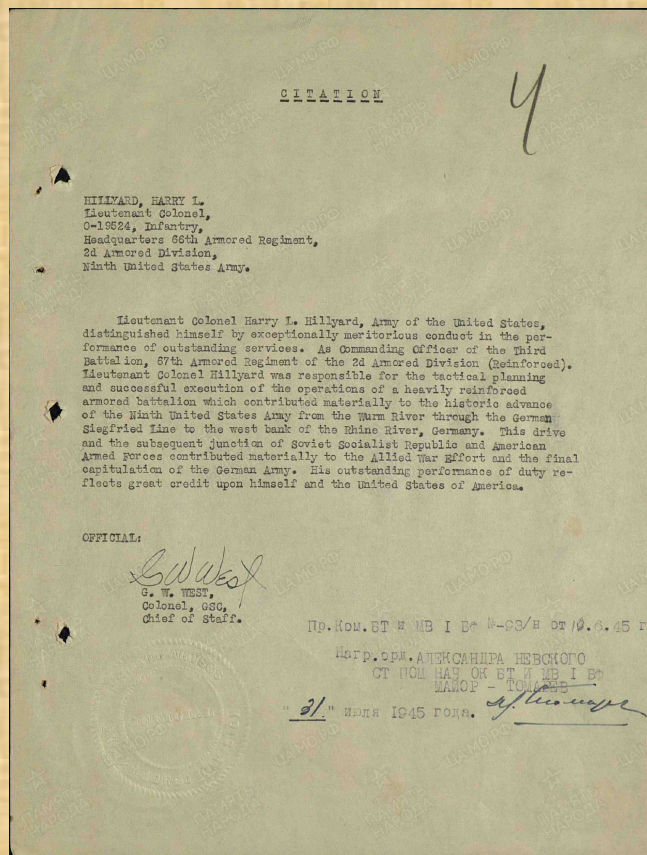 CITATION
4
HILLYARD, HARRY L.
Lieutenant Colonel,
O-19524, Infantry,
Headquarters 66th Armored Regiment,
2d Armored Division,
Ninth United States Army.
Lieutenant Colonel Harry L. Hillyard, Army of the United States,
distinguished himself by exceptionally meritorious conduct in the per-
formance of outstanding services. As Commanding Officer of the Third
Battalion, 67th Armored Regiment of the 2d Armored Division (Reinforced).
Lieutenant Colonel Hillyard was responsible for the tactical planning
and successful execution of the operations of a heavily reinforced
armored battalion which contributed materially to the historic advance
of the Ninth United States Army from the Wurm River through the German
Siegfried Line to the west bank of the Rhine River, Germany. This drive
and the subsequent junction of Soviet Socialist Republic and American
Armed Forces contributed materially to the Allied War Effort and the final
capitulation of the German Army. His outstanding performance of duty re-
flects great credit upon himself and the United States of America.
OFFICIAL:
G W West
G. W. WEST,
Colonel, GSC,
Chief of Staff.
Пр.Ком.БТ и МВ I Бф №-93/н от .6.45 г
Нагр.орд.АЛЕКСАНДРА НЕВСКОГО
СТ ПОМ НАЧ ОК БТ И МВ I Бф
МАЙОР - ТОМАРЕВ
"31" июля 1945 года.